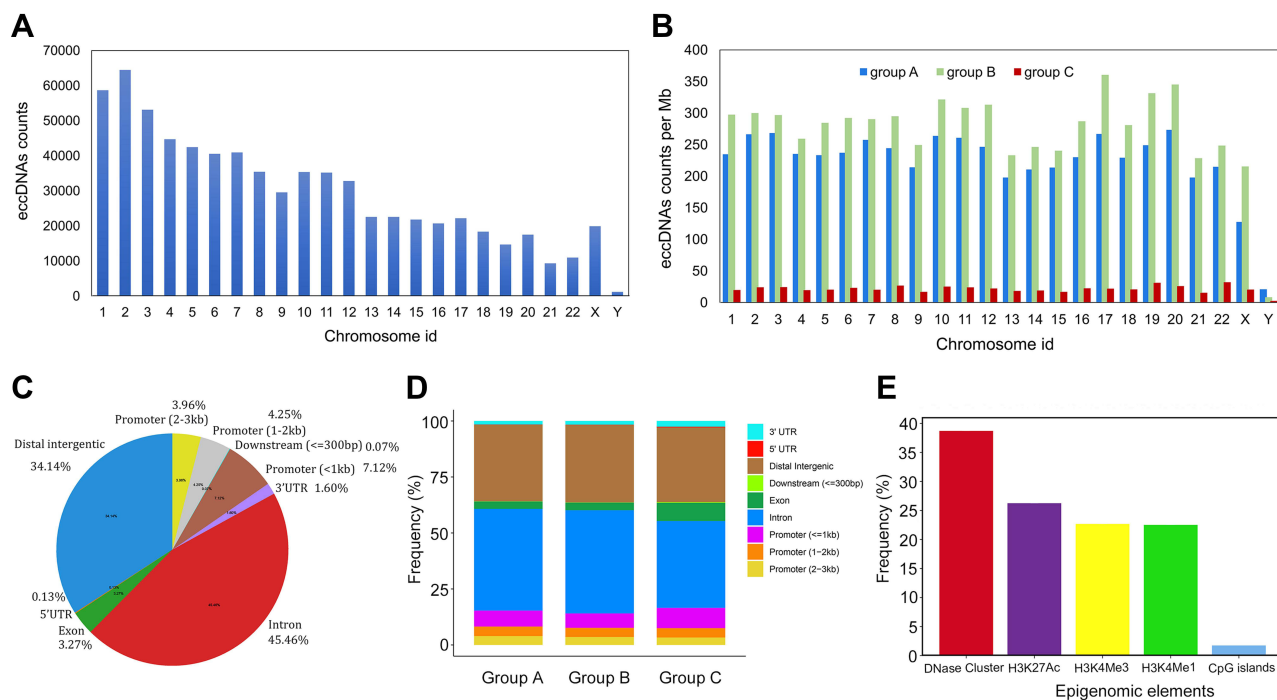 A
70000
60000
50000
40000
30000
20000
10000
0
eccDNAs counts
1 2 3 4 5 6 7 8 9 10 11 12 13 14 15 16 17 18 19 20 21 22 X Y
Chromosome id
B
400
350
300
250
200
150
100
50
0
eccDNAs counts per Mb
group A group B group C
1 2 3 4 5 6 7 8 9 10 11 12 13 14 15 16 17 18 19 20 21 22 X Y
Chromosome id
C
3.96%
Promoter (2-3kb)
4.25%
Promoter (1-2kb)
Downstream (<=300bp)
0.07%
Promoter (<1kb)
7.12%
3'UTR 1.60%
Distal intergentic
34.14%
0.13%
5'UTR
Exon
3.27%
Intron
45.46%
D
100
75
50
25
0
Frequency (%)
Group A Group B Group C
3' UTR
5' UTR
Distal Intergenic
Downstream (<=300bp)
Exon
Intron
Promoter (<=1kb)
Promoter (1-2kb)
Promoter (2-3kb)
E
40
35
30
25
20
15
10
5
0
Frequency (%)
DNase Cluster H3K27Ac H3K4Me3 H3K4Me1 CpG islands
Epigenomic elements